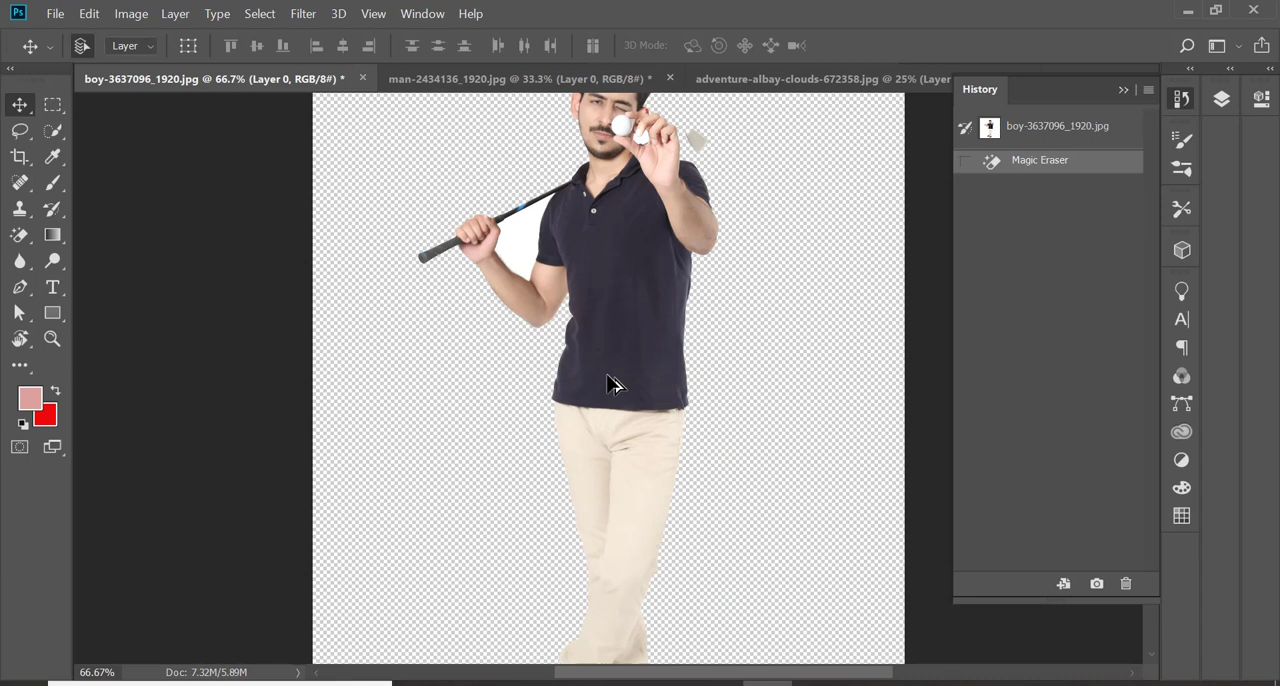 Ps File Edit Image Layer Type Select Filter 3D View Window Help
Layer 3D Mode:
boy-3637096_1920.jpg @ 66.7% (Layer 0, RGB/8#) * man-2434136_1920.jpg @ 33.3% (Layer 0, RGB/8#) * adventure-albay-clouds-672358.jpg @ 25% (Layer
History
boy-3637096_1920.jpg
Magic Eraser
66.67% Doc: 7.32M/5.89M